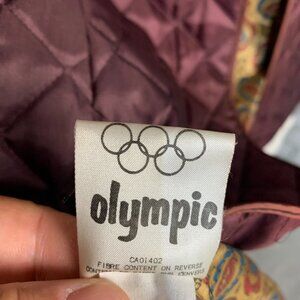 olympic
CA01402
FIBRE CONTENT ON REVERSE